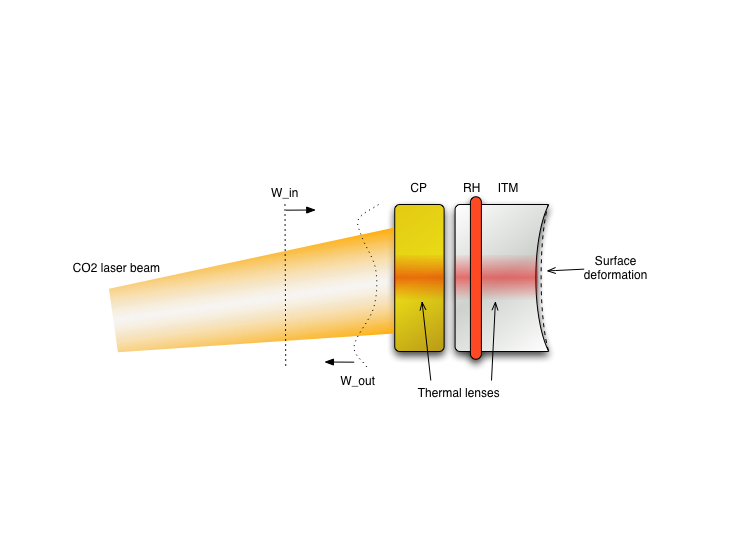 CP
RH
ITM
W_in
CO2 laser beam
Surface
deformation
W_out
Thermal lenses